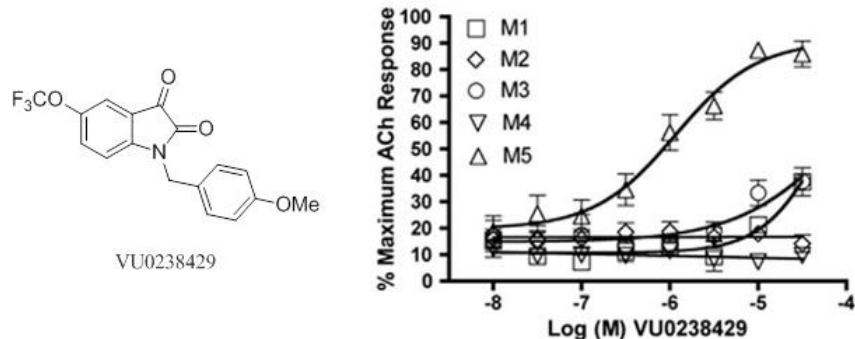 F₃C
O
O
O
N
OMe
VU0238429
% Maximum ACh Response
100
90
80
70
60
50
40
30
20
10
0
M1
M2
M3
M4
M5
-8
-7
-6
-5
-4
Log (M) VU0238429